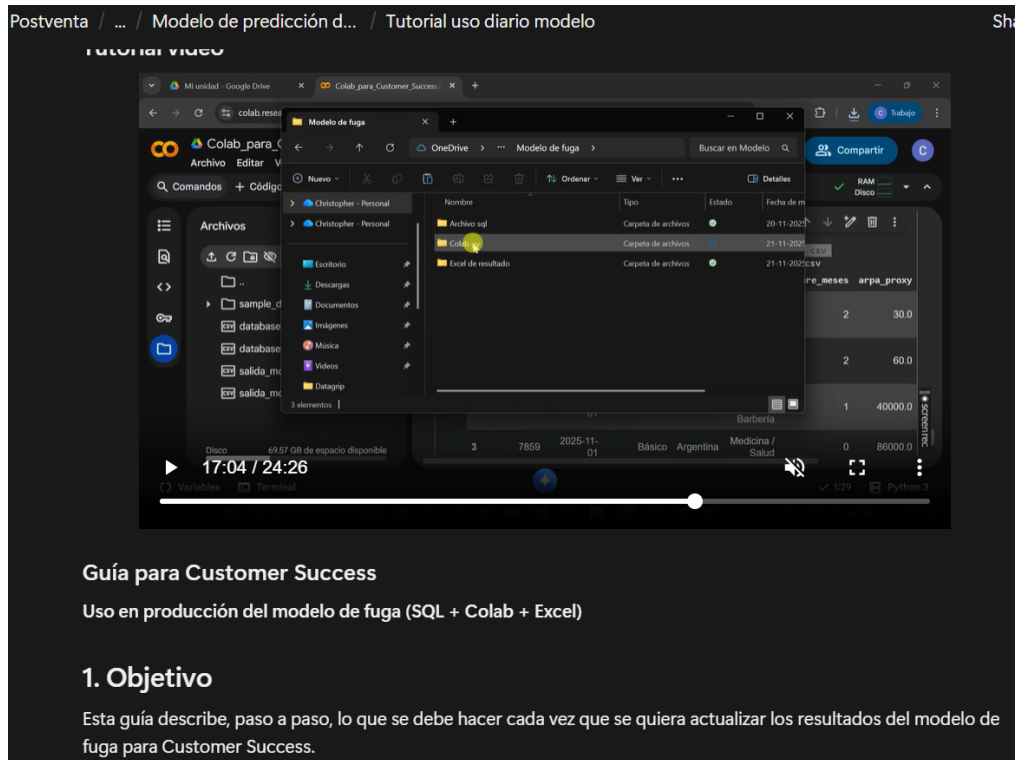 Postventa / ... / Modelo de predicción d... / Tutorial uso diario modelo
Tutorial video
Mi unidad - Google Drive
Colab_para_Customer_Success.
colab.resea
Trabajo
Modelo de fuga
OneDrive > ... Modelo de fuga >
Buscar en Modelo
Colab_para_
Archivo Editar
Compartir
Nuevo
Ordenar
Ver
Detalles
Comandos + Código
RAM
Disco
Archivos
Christopher - Personal
Christopher - Personal
Nombre Tipo Estado Fecha de m
Archivo sql Carpeta de archivos 20-11-2025
Carpeta de archivos 21-11-2025
Excel de resultado Carpeta de archivos 21-11-2025
Escritorio
Descargas
Documentos
Imágenes
Música
Videos
Datagrip
3 elementos
..
sample_d
database
database
salida_mo
salida_mo
re_meses arpa_proxy
2 30.0
2 60.0
1 40000.0
Barbería
3 7859 2025-11-01 Básico Argentina Medicina / Salud 0 86000.0
screenrec
Disco 69.57 GB de espacio disponible
17:04 / 24:26
Variables Terminal
1:29 Python 3
Guía para Customer Success
Uso en producción del modelo de fuga (SQL + Colab + Excel)
1. Objetivo
Esta guía describe, paso a paso, lo que se debe hacer cada vez que se quiera actualizar los resultados del modelo de
fuga para Customer Success.